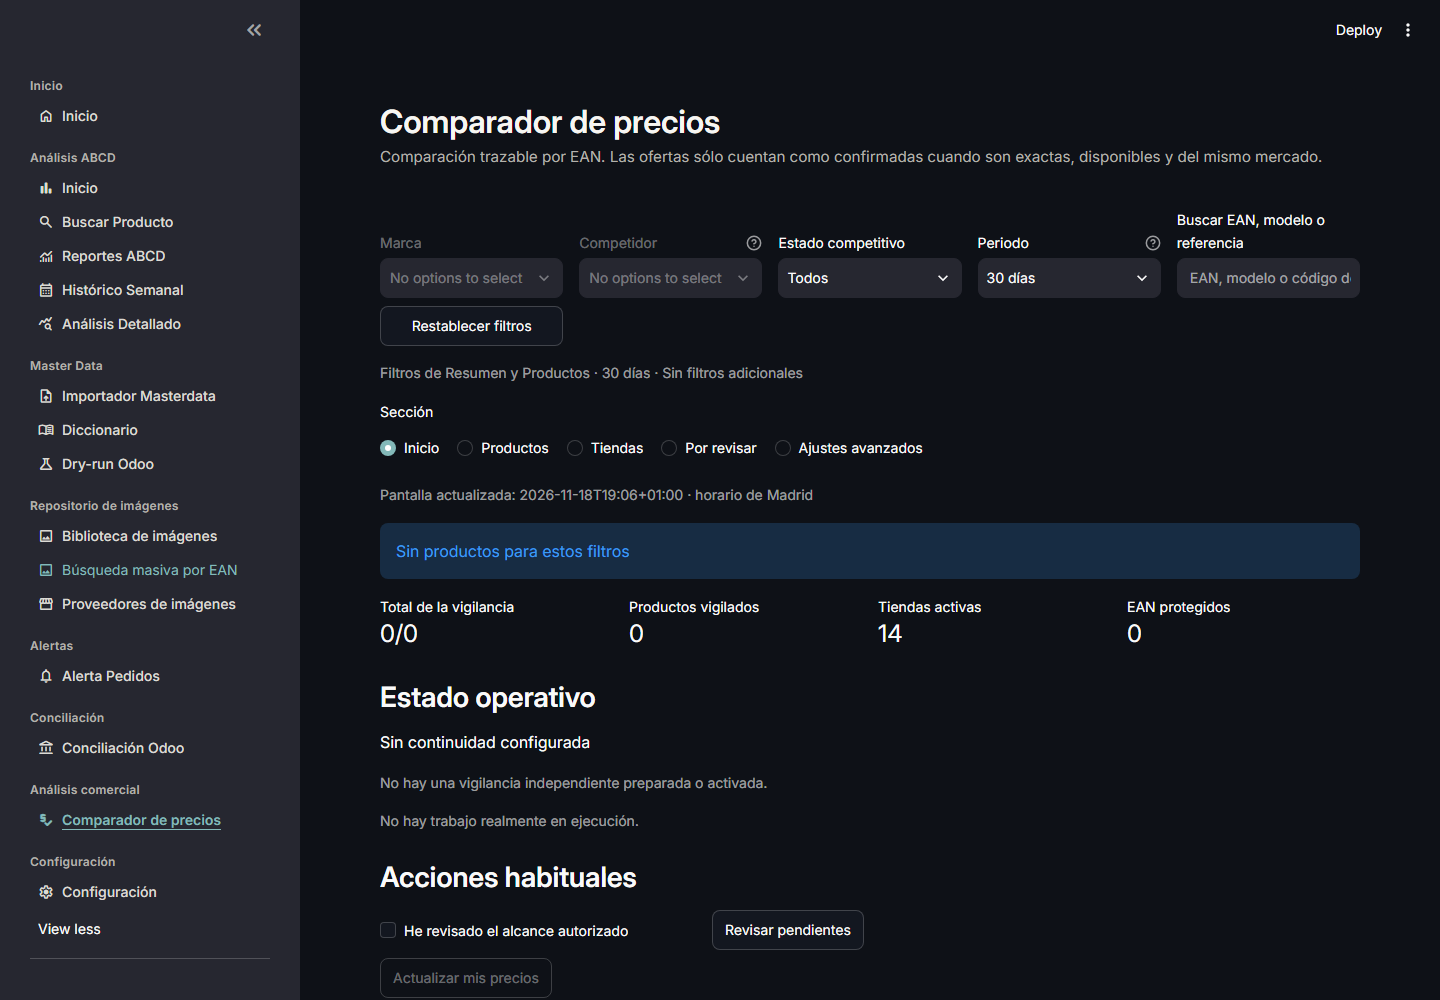 Inicio
Inicio
Análisis ABCD
Inicio
Buscar Producto
Reportes ABCD
Histórico Semanal
Análisis Detallado
Master Data
Importador Masterdata
Diccionario
Dry-run Odoo
Repositorio de imágenes
Biblioteca de imágenes
Búsqueda masiva por EAN
Proveedores de imágenes
Alertas
Alerta Pedidos
Conciliación
Conciliación Odoo
Análisis comercial
Comparador de precios
Configuración
Configuración
View less
Deploy
Comparador de precios
Comparación trazable por EAN. Las ofertas sólo cuentan como confirmadas cuando son exactas, disponibles y del mismo mercado.
Marca
No options to select
Competidor
No options to select
Estado competitivo
Todos
Periodo
30 días
Buscar EAN, modelo o
referencia
EAN, modelo o código d
Restablecer filtros
Filtros de Resumen y Productos · 30 días · Sin filtros adicionales
Sección
Inicio Productos Tiendas Por revisar Ajustes avanzados
Pantalla actualizada: 2026-11-18T19:06+01:00 · horario de Madrid
Sin productos para estos filtros
Total de la vigilancia
0/0
Productos vigilados
0
Tiendas activas
14
EAN protegidos
0
Estado operativo
Sin continuidad configurada
No hay una vigilancia independiente preparada o activada.
No hay trabajo realmente en ejecución.
Acciones habituales
He revisado el alcance autorizado
Revisar pendientes
Actualizar mis precios